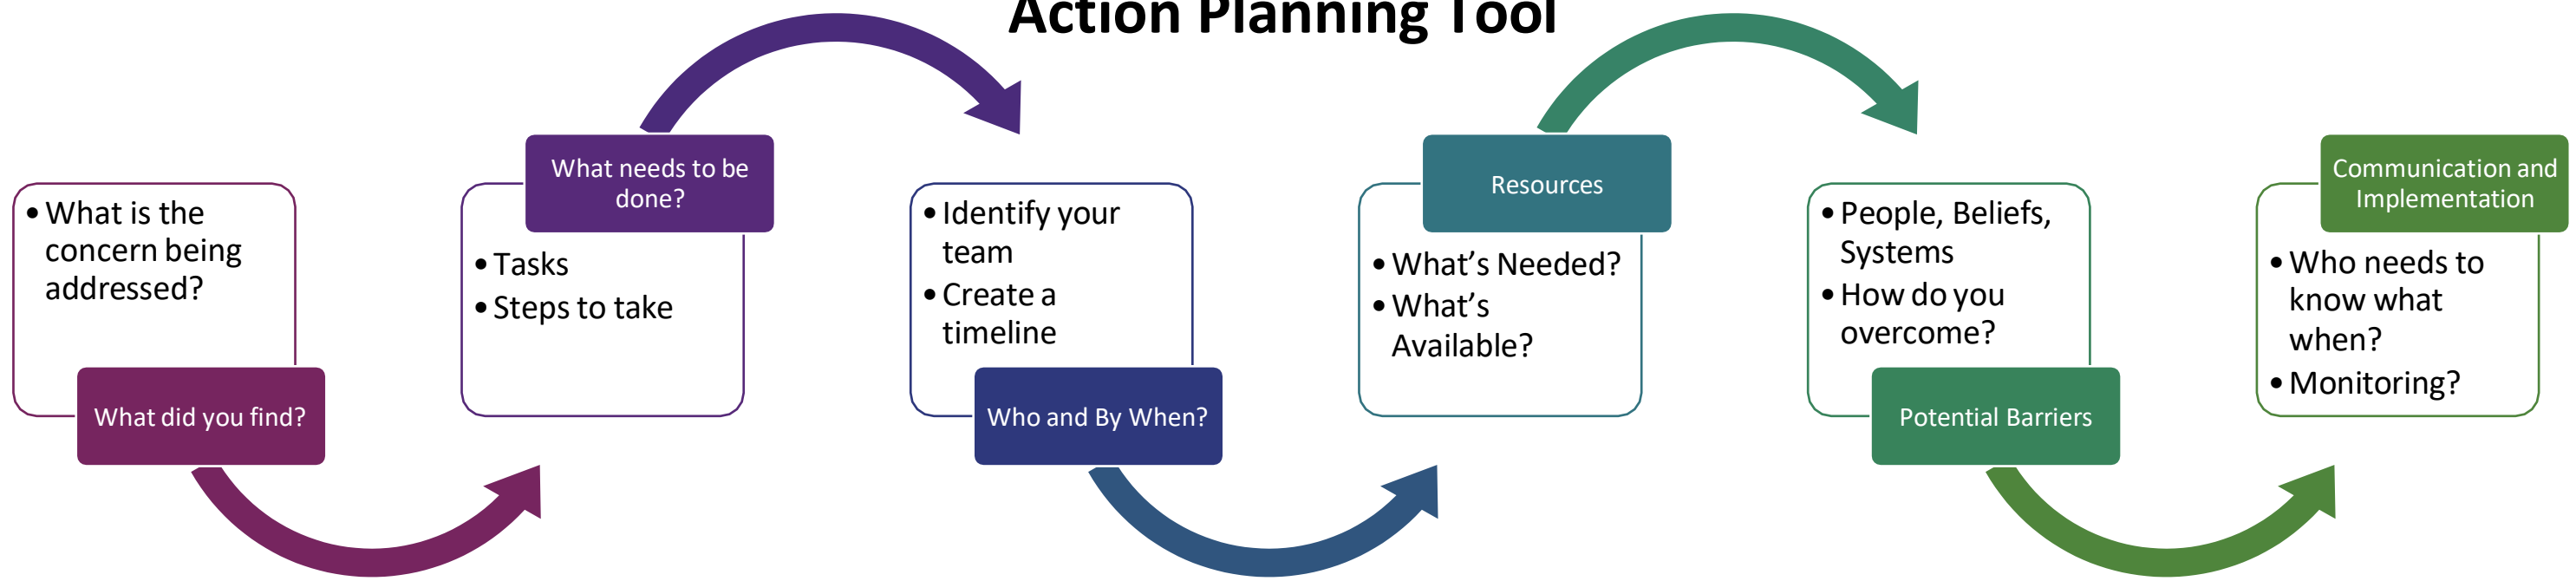 Action Planning Tool
• What is the
concern being
addressed?
What did you find?
What needs to be
done?
• Tasks
• Steps to take
• Identify your
team
• Create a
timeline
Who and By When?
Resources
• What’s Needed?
• What’s
Available?
• People, Beliefs,
Systems
• How do you
overcome?
Potential Barriers
Communication and
Implementation
• Who needs to
know what
when?
• Monitoring?